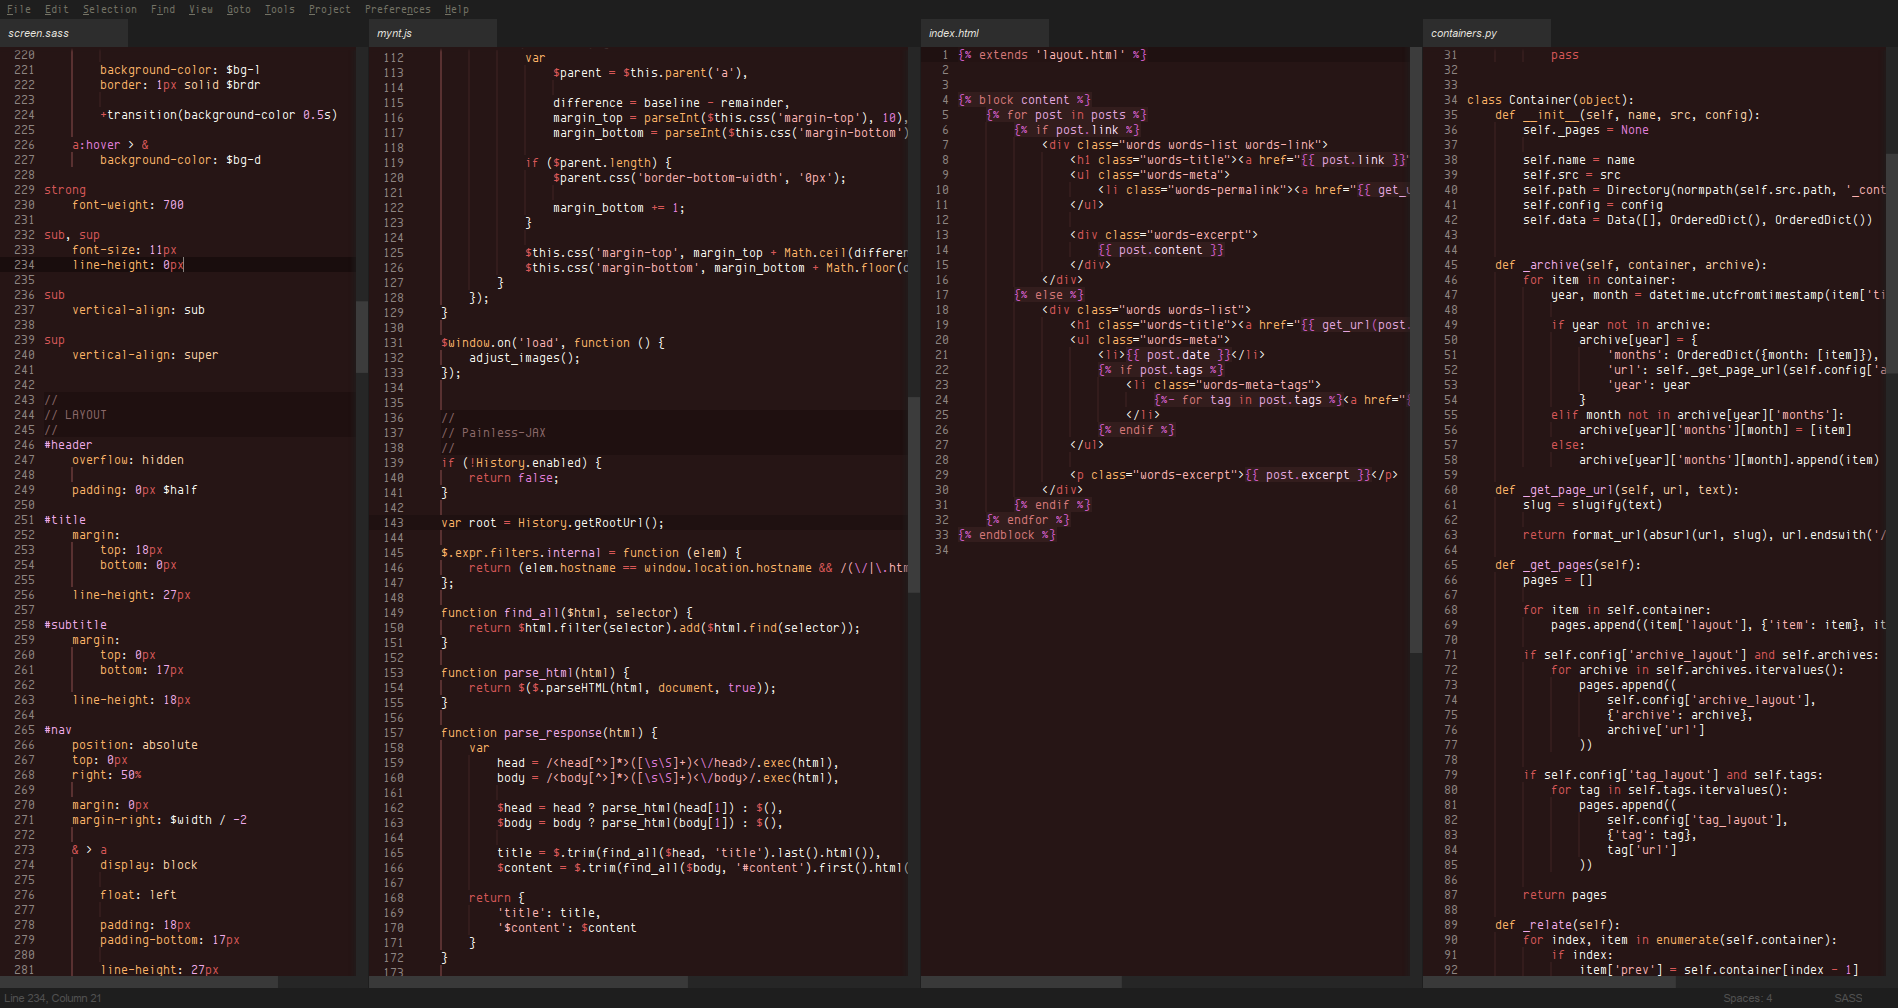 File Edit Selection Find View Goto Tools Project Preferences Help
screen.sass
220
221 background-color: $bg-l
222 border: 1px solid $brdr
223
224 +transition(background-color 0.5s)
225
226 a:hover > &
227 background-color: $bg-d
228
229 strong
230 font-weight: 700
231
232 sub, sup
233 font-size: 11px
234 line-height: 0px
235
236 sub
237 vertical-align: sub
238
239 sup
240 vertical-align: super
241
242
243 //
244 // LAYOUT
245 //
246 #header
247 overflow: hidden
248
249 padding: 0px $half
250
251 #title
252 margin:
253 top: 18px
254 bottom: 0px
255
256 line-height: 27px
257
258 #subtitle
259 margin:
260 top: 0px
261 bottom: 17px
262
263 line-height: 18px
264
265 #nav
266 position: absolute
267 top: 0px
268 right: 50%
269
270 margin: 0px
271 margin-right: $width / -2
272
273 & > a
274 display: block
275
276 float: left
277
278 padding: 18px
279 padding-bottom: 17px
280
281 line-height: 27px
mynt.js
112 var
113 $parent = $this.parent('a'),
114
115 difference = baseline - remainder,
116 margin_top = parseInt($this.css('margin-top'), 10),
117 margin_bottom = parseInt($this.css('margin-bottom')
118
119 if ($parent.length) {
120 $parent.css('border-bottom-width', '0px');
121
122 margin_bottom += 1;
123 }
124
125 $this.css('margin-top', margin_top + Math.ceil(differen
126 $this.css('margin-bottom', margin_bottom + Math.floor(
127 }
128 });
129 }
130
131 $window.on('load', function () {
132 adjust_images();
133 });
134
135
136 //
137 // Painless-JAX
138 //
139 if (!History.enabled) {
140 return false;
141 }
142
143 var root = History.getRootUrl();
144
145 $.expr.filters.internal = function (elem) {
146 return (elem.hostname == window.location.hostname && /(\/|\.htm
147 };
148
149 function find_all($html, selector) {
150 return $html.filter(selector).add($html.find(selector));
151 }
152
153 function parse_html(html) {
154 return $($.parseHTML(html, document, true));
155 }
156
157 function parse_response(html) {
158 var
159 head = /<head[^>]*>([\s\S]+)<\/head>/.exec(html),
160 body = /<body[^>]*>([\s\S]+)<\/body>/.exec(html),
161
162 $head = head ? parse_html(head[1]) : $(),
163 $body = body ? parse_html(body[1]) : $(),
164
165 title = $.trim(find_all($head, 'title').last().html()),
166 $content = $.trim(find_all($body, '#content').first().html(
167
168 return {
169 'title': title,
170 '$content': $content
171 }
172 }
173
index.html
1 {% extends 'layout.html' %}
2
3
4 {% block content %}
5 {% for post in posts %}
6 {% if post.link %}
7 <div class="words words-list words-link">
8 <h1 class="words-title"><a href="{{ post.link }}"
9 <ul class="words-meta">
10 <li class="words-permalink"><a href="{{ get_u
11 </ul>
12
13 <div class="words-excerpt">
14 {{ post.content }}
15 </div>
16 </div>
17 {% else %}
18 <div class="words words-list">
19 <h1 class="words-title"><a href="{{ get_url(post.
20 <ul class="words-meta">
21 <li>{{ post.date }}</li>
22 {% if post.tags %}
23 <li class="words-meta-tags">
24 {%- for tag in post.tags %}<a href="
25 </li>
26 {% endif %}
27 </ul>
28
29 <p class="words-excerpt">{{ post.excerpt }}</p>
30 </div>
31 {% endif %}
32 {% endfor %}
33 {% endblock %}
34
containers.py
31 pass
32
33
34 class Container(object):
35 def __init__(self, name, src, config):
36 self._pages = None
37
38 self.name = name
39 self.src = src
40 self.path = Directory(normpath(self.src.path, '_cont
41 self.config = config
42 self.data = Data([], OrderedDict(), OrderedDict())
43
44
45 def _archive(self, container, archive):
46 for item in container:
47 year, month = datetime.utcfromtimestamp(item['ti
48
49 if year not in archive:
50 archive[year] = {
51 'months': OrderedDict({month: [item]}),
52 'url': self._get_page_url(self.config['a
53 'year': year
54 }
55 elif month not in archive[year]['months']:
56 archive[year]['months'][month] = [item]
57 else:
58 archive[year]['months'][month].append(item)
59
60 def _get_page_url(self, url, text):
61 slug = slugify(text)
62
63 return format_url(absurl(url, slug), url.endswith('/
64
65 def _get_pages(self):
66 pages = []
67
68 for item in self.container:
69 pages.append((item['layout'], {'item': item}, it
70
71 if self.config['archive_layout'] and self.archives:
72 for archive in self.archives.itervalues():
73 pages.append((
74 self.config['archive_layout'],
75 {'archive': archive},
76 archive['url']
77 ))
78
79 if self.config['tag_layout'] and self.tags:
80 for tag in self.tags.itervalues():
81 pages.append((
82 self.config['tag_layout'],
83 {'tag': tag},
84 tag['url']
85 ))
86
87 return pages
88
89 def _relate(self):
90 for index, item in enumerate(self.container):
91 if index:
92 item['prev'] = self.container[index - 1]
Line 234, Column 21
Spaces: 4 SASS